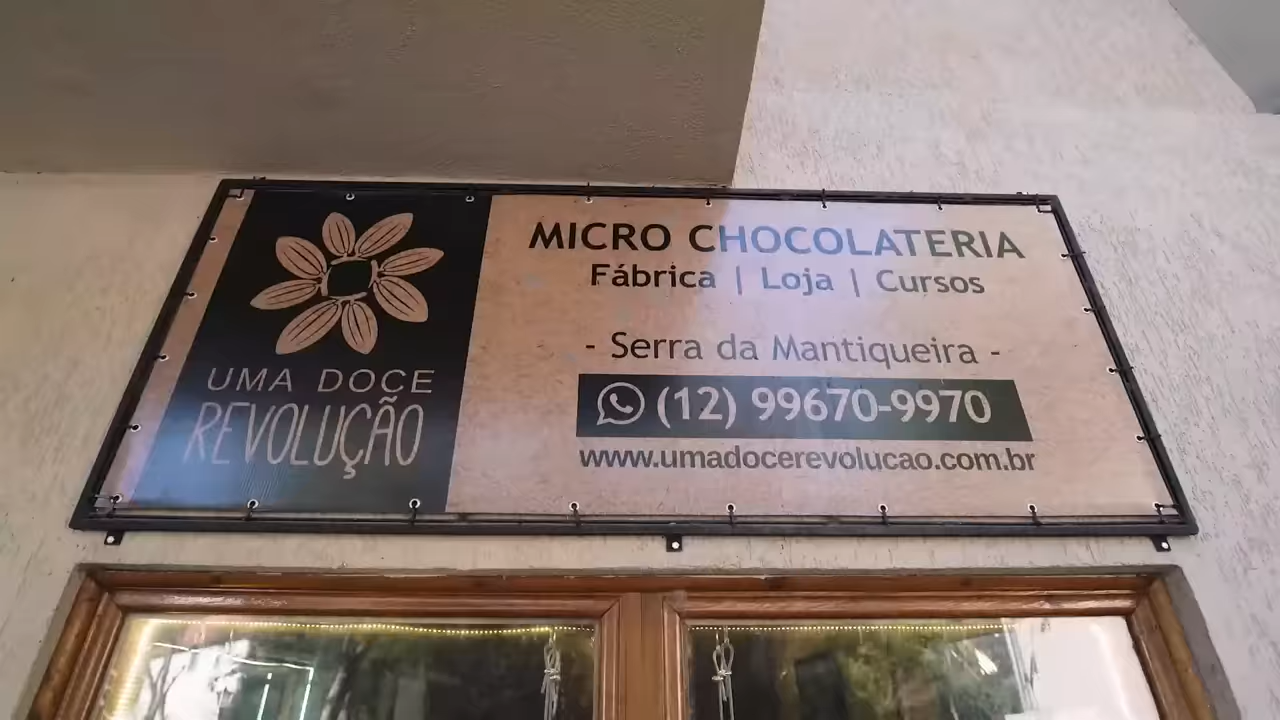 UMA DOCE
REVOLUÇÃO
MICRO CHOCOLATERIA
Fábrica | Loja | Cursos
- Serra da Mantiqueira -
(12) 99670-9970
www.umadocerevolucao.com.br